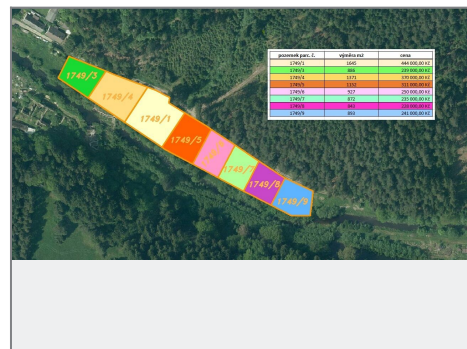 pozemek parc. č. výměra m2 cena
1749/1 1645 444 000,00 Kč
1749/3 886 239 000,00 Kč
1749/4 1371 370 000,00 Kč
1749/5 1153 311 000,00 Kč
1749/6 927 250 000,00 Kč
1749/7 872 235 000,00 Kč
1749/8 228 000,00 Kč
1749/9 893 241 000,00 Kč
1749/3
1749/4
1749/1
1749/5
1749/7
1749/8
1749/9